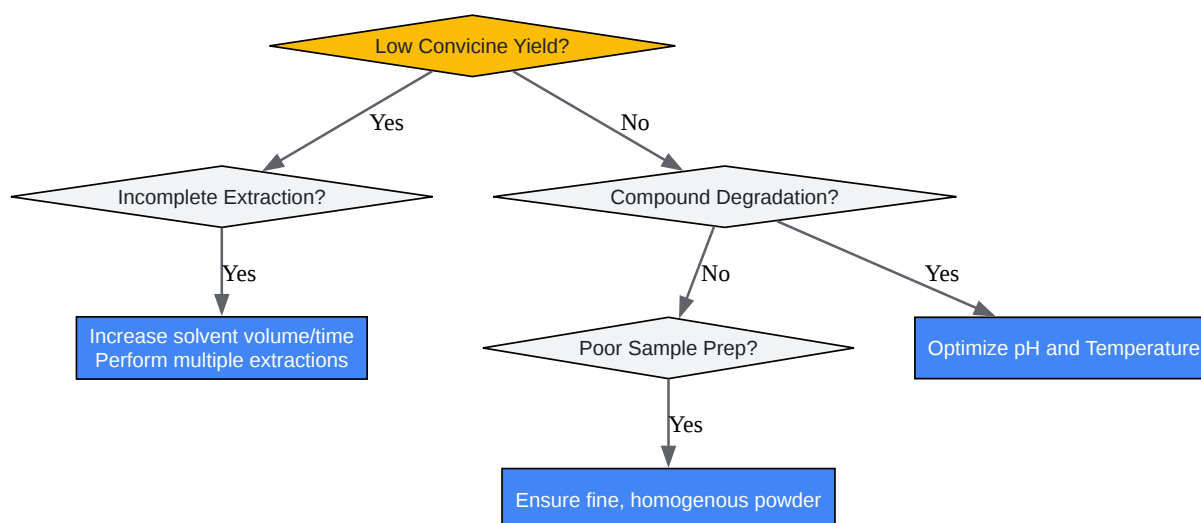 Low Convicine Yield?
Yes
No
Incomplete Extraction?
Compound Degradation?
Yes
No
Yes
Increase solvent volume/time
Perform multiple extractions
Poor Sample Prep?
Optimize pH and Temperature
Yes
Ensure fine, homogenous powder